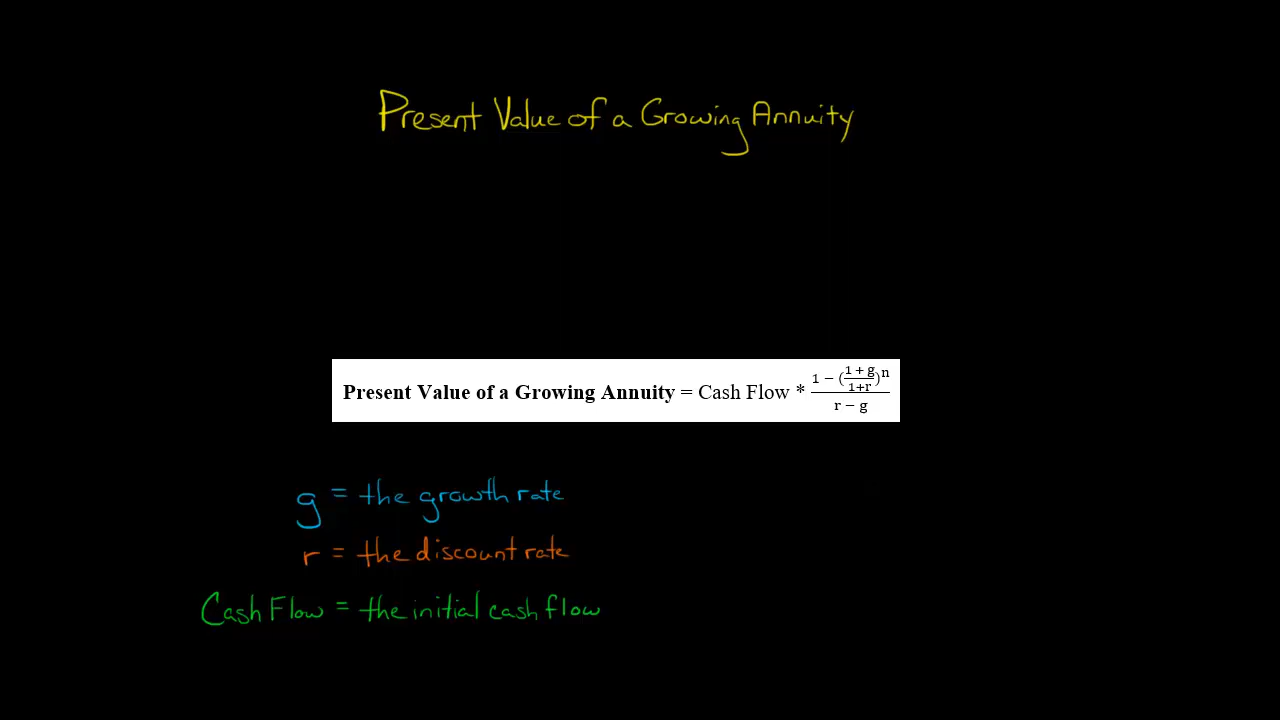 Present Value of a Growing Annuity
Present Value of a Growing Annuity = Cash Flow * (1 − ((1 + g)/(1+r))^n)/(r − g)
g = the growth rate
r = the discount rate
Cash Flow = the initial cash flow